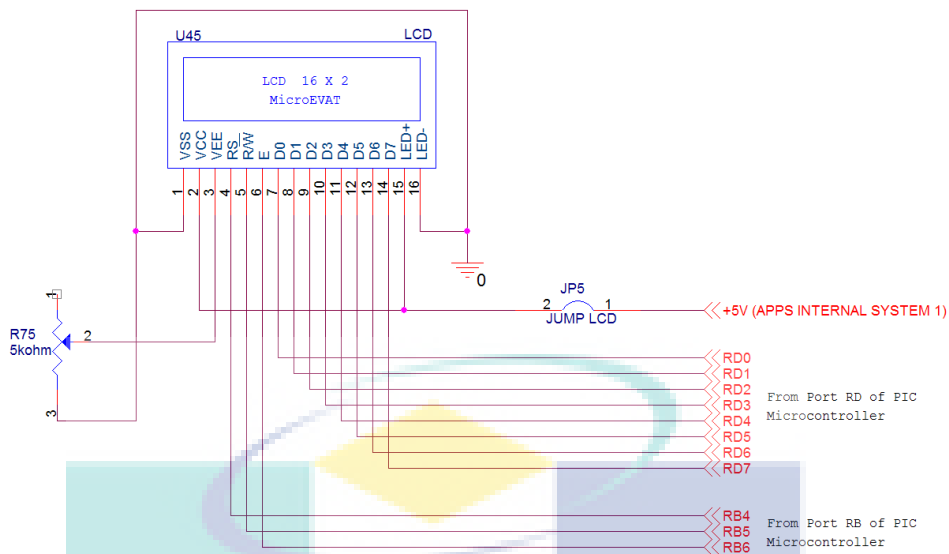 U45
LCD
LCD 16 X 2
MicroEVAT
VSS
VCC
VEE
RS
R/W
E
D0
D1
D2
D3
D4
D5
D6
D7
LED+
LED-
1
2
3
4
5
6
7
8
9
10
11
12
13
14
15
16
0
JP5
2
1
JUMP LCD
+5V (APPS INTERNAL SYSTEM 1)
1
R75
5kohm
2
3
RD0
RD1
RD2
RD3
RD4
RD5
RD6
RD7
From Port RD of PIC
Microcontroller
RB4
RB5
RB6
From Port RB of PIC
Microcontroller